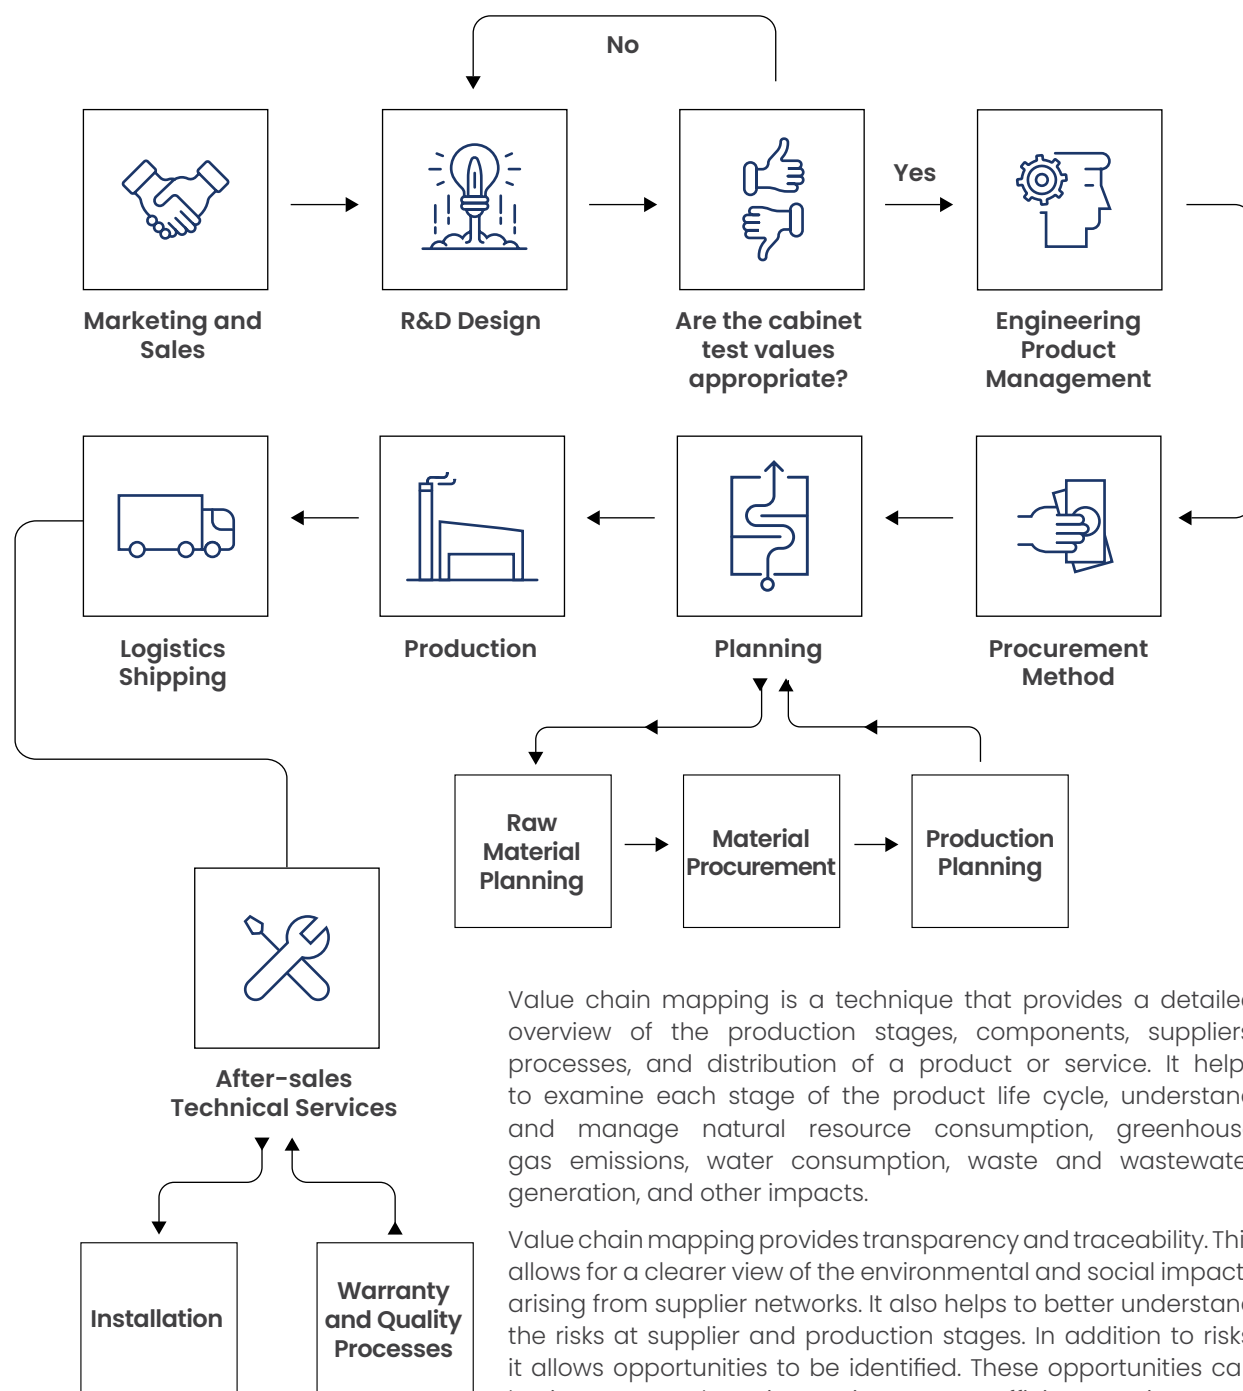 No
Yes
Marketing and
Sales
R&D Design
Are the cabinet
test values
appropriate?
Engineering
Product
Management
Logistics
Shipping
Production
Planning
Procurement
Method
Raw
Material
Planning
Material
Procurement
Production
Planning
After-sales
Technical Services
Installation
Warranty
and Quality
Processes
Value chain mapping is a technique that provides a detailed
overview of the production stages, components, suppliers
processes, and distribution of a product or service. It help
to examine each stage of the product life cycle, understand
and manage natural resource consumption, greenhous
gas emissions, water consumption, waste and wastewate
generation, and other impacts.
Value chain mapping provides transparency and traceability. Thi
allows for a clearer view of the environmental and social impact
arising from supplier networks. It also helps to better understand
the risks at supplier and production stages. In addition to risks
it allows opportunities to be identified. These opportunities ca